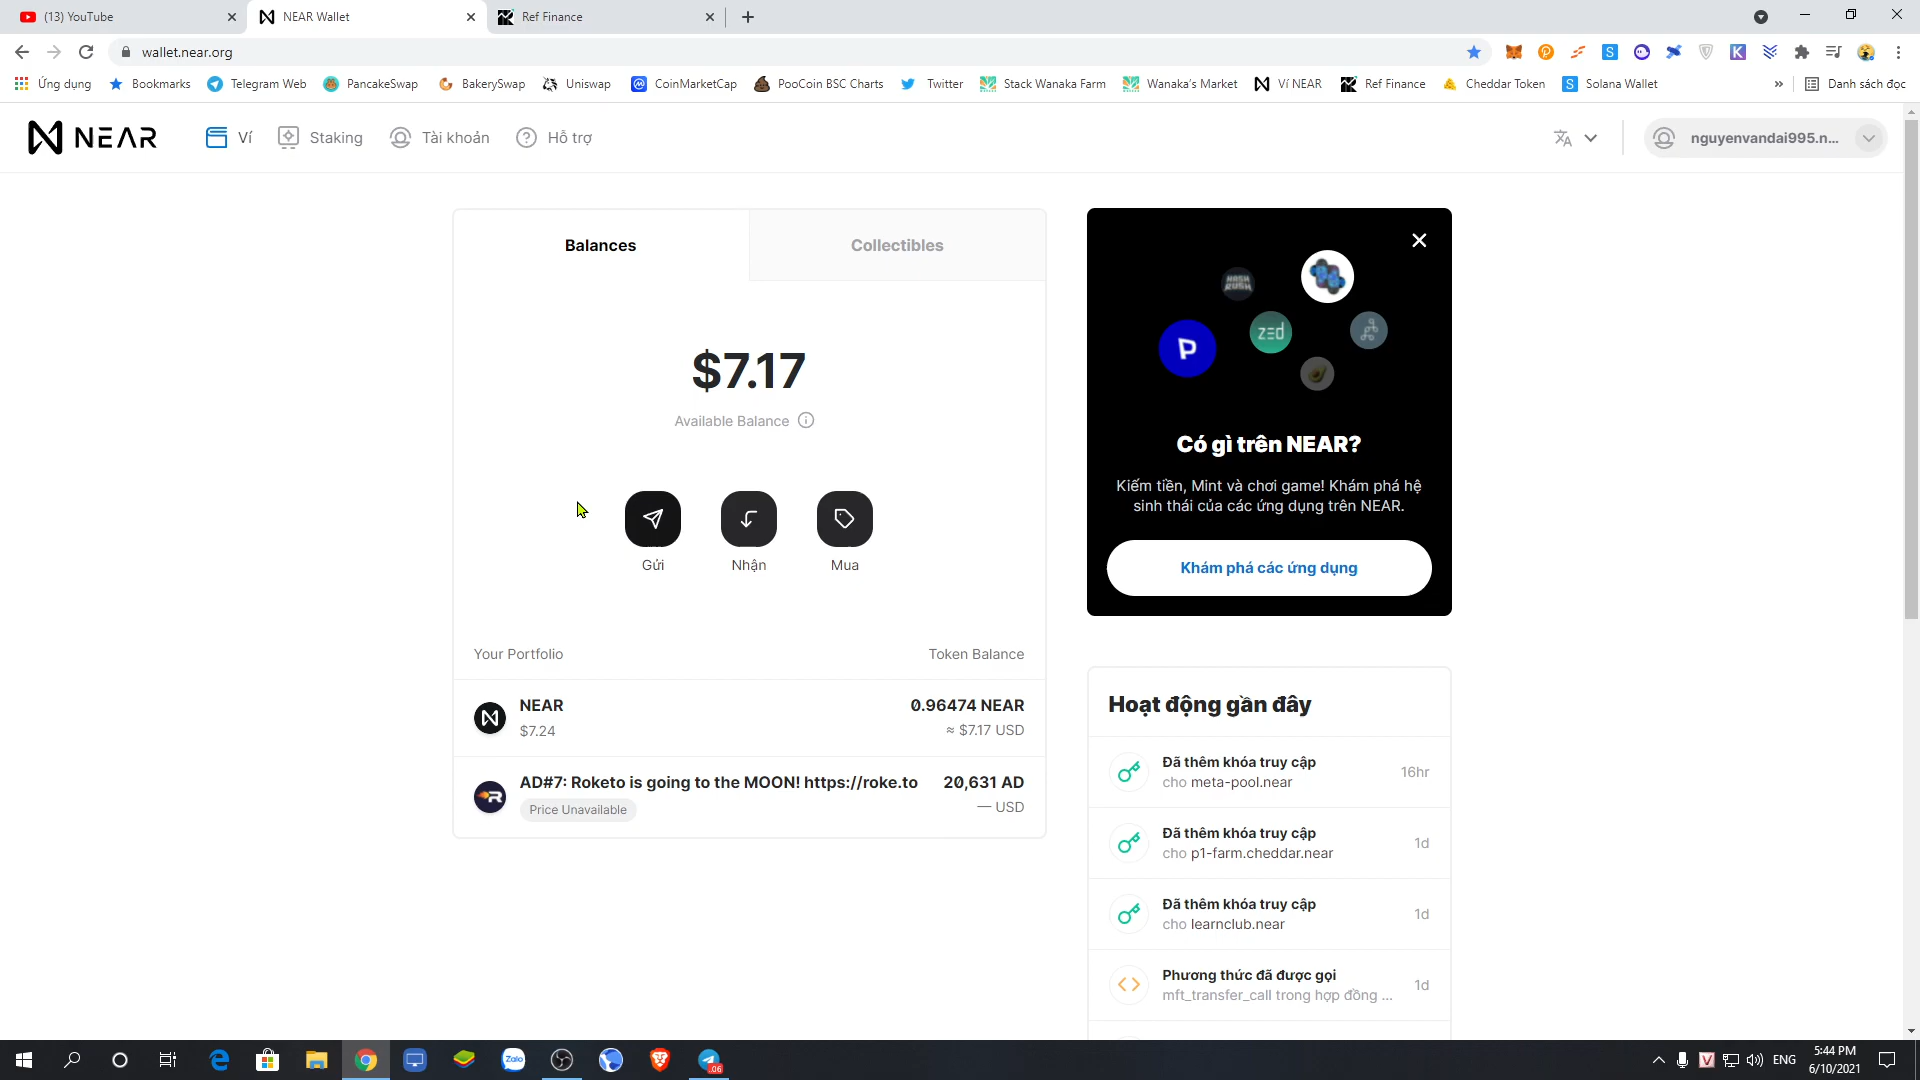 (13) YouTube
NEAR Wallet
Ref Finance
wallet.near.org
Ứng dụng
Bookmarks
Telegram Web
PancakeSwap
BakerySwap
Uniswap
CoinMarketCap
PooCoin BSC Charts
Twitter
Stack Wanaka Farm
Wanaka's Market
Ví NEAR
Ref Finance
Cheddar Token
Solana Wallet
»
Danh sách đọc
NEAR
Ví
Staking
Tài khoản
Hỗ trợ
nguyenvandai995.n...
Balances
Collectibles
$7.17
Available Balance
Gửi
Nhận
Mua
Your Portfolio
Token Balance
NEAR
0.96474 NEAR
$7.24
≈ $7.17 USD
AD#7: Roketo is going to the MOON! https://roke.to
20,631 AD
Price Unavailable
— USD
HASH RUSH
P
zed
Có gì trên NEAR?
Kiếm tiền, Mint và chơi game! Khám phá hệ
sinh thái của các ứng dụng trên NEAR.
Khám phá các ứng dụng
Hoạt động gần đây
Đã thêm khóa truy cập
cho meta-pool.near
16hr
Đã thêm khóa truy cập
cho p1-farm.cheddar.near
1d
Đã thêm khóa truy cập
cho learnclub.near
1d
Phương thức đã được gọi
mft_transfer_call trong hợp đồng ...
1d
Zalo
.06
ENG
5:44 PM
6/10/2021